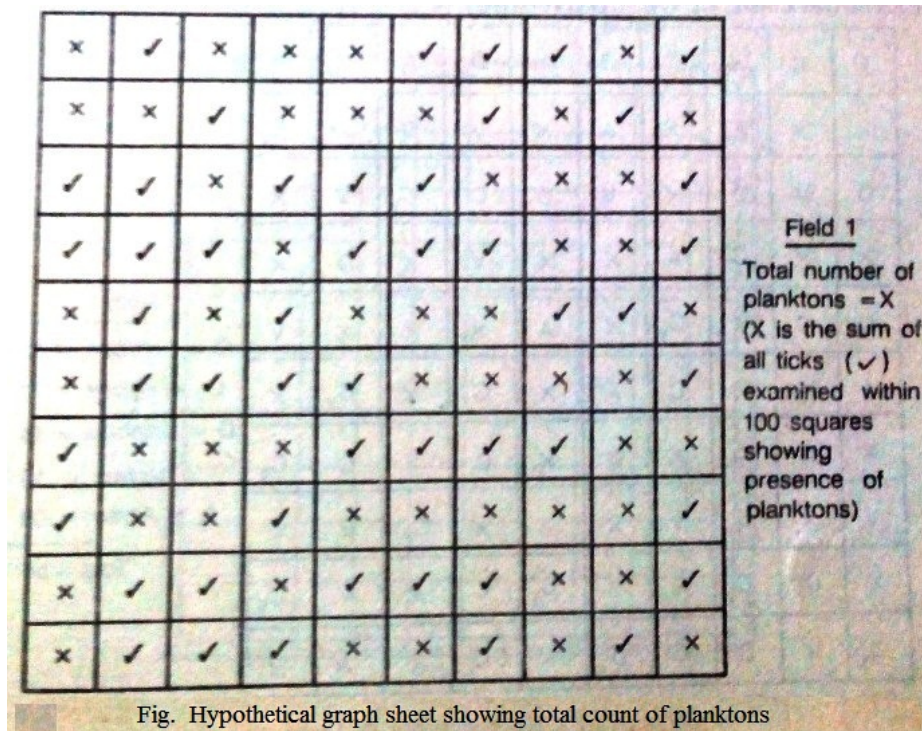 × ✓ × × × ✓ ✓ ✓ × ✓
× × ✓ × × × ✓ × ✓ ×
✓ ✓ × ✓ ✓ ✓ × × × ✓
✓ ✓ ✓ × ✓ ✓ ✓ × × ✓
× ✓ × ✓ × × × ✓ ✓ ×
× ✓ ✓ ✓ ✓ × × × × ✓
✓ × × × ✓ ✓ ✓ ✓ × ×
✓ × × ✓ × × × × × ✓
× ✓ ✓ × ✓ ✓ ✓ × × ✓
× ✓ ✓ ✓ × × ✓ × ✓ ×
Field 1
Total number of
planktons = X
(X is the sum of
all ticks (✓)
examined within
100 squares
showing
presence of
planktons)
Fig. Hypothetical graph sheet showing total count of planktons